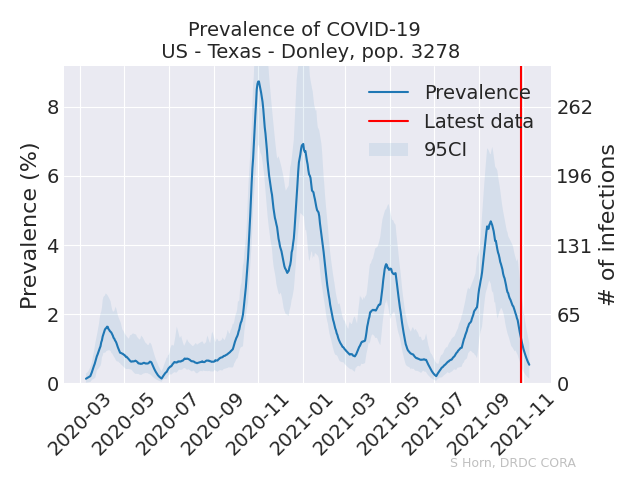 Prevalence of COVID-19
US - Texas - Donley, pop. 3278
Prevalence (%)
8
6
4
2
0
Prevalence
Latest data
95CI
262
196
131
65
0
# of infections
2020-03
2020-05
2020-07
2020-09
2020-11
2021-01
2021-03
2021-05
2021-07
2021-09
2021-11
S Horn, DRDC CORA